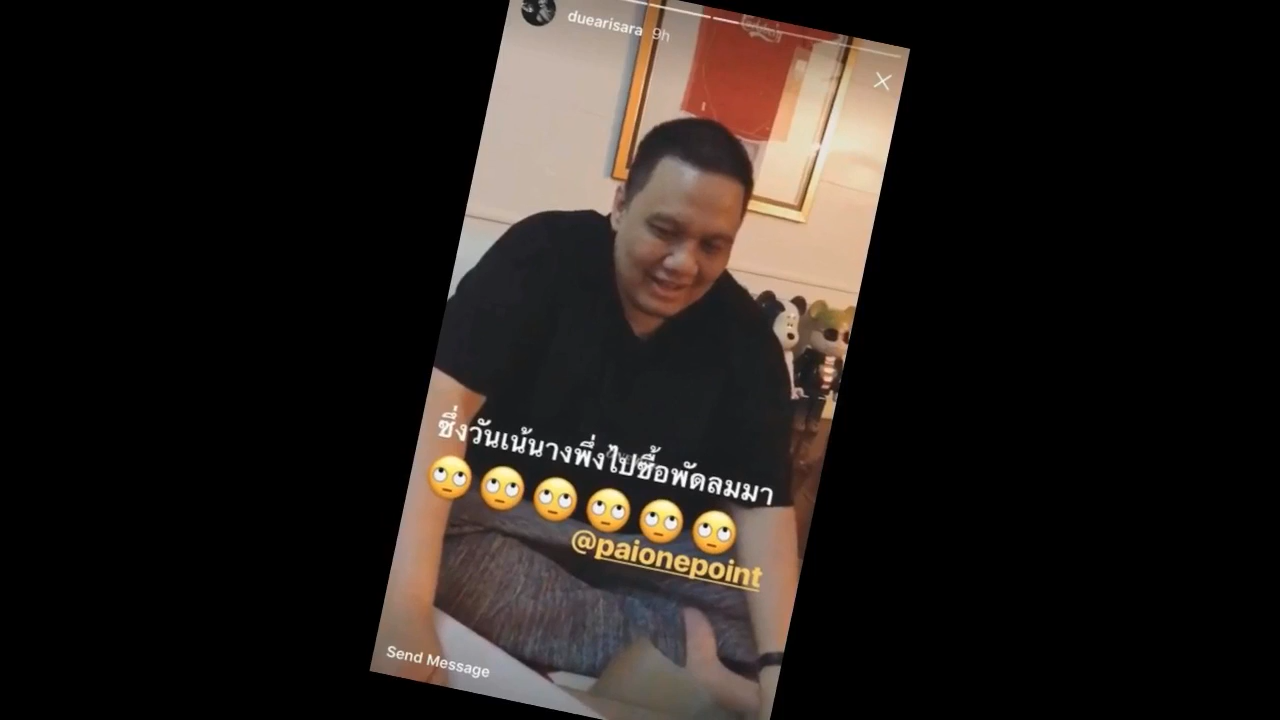 duearisara 9h
ซึ่งวันเน้นางพึ่งไปซื้อพัดลมมา
🙄🙄🙄🙄🙄🙄
@paionepoint
Send Message